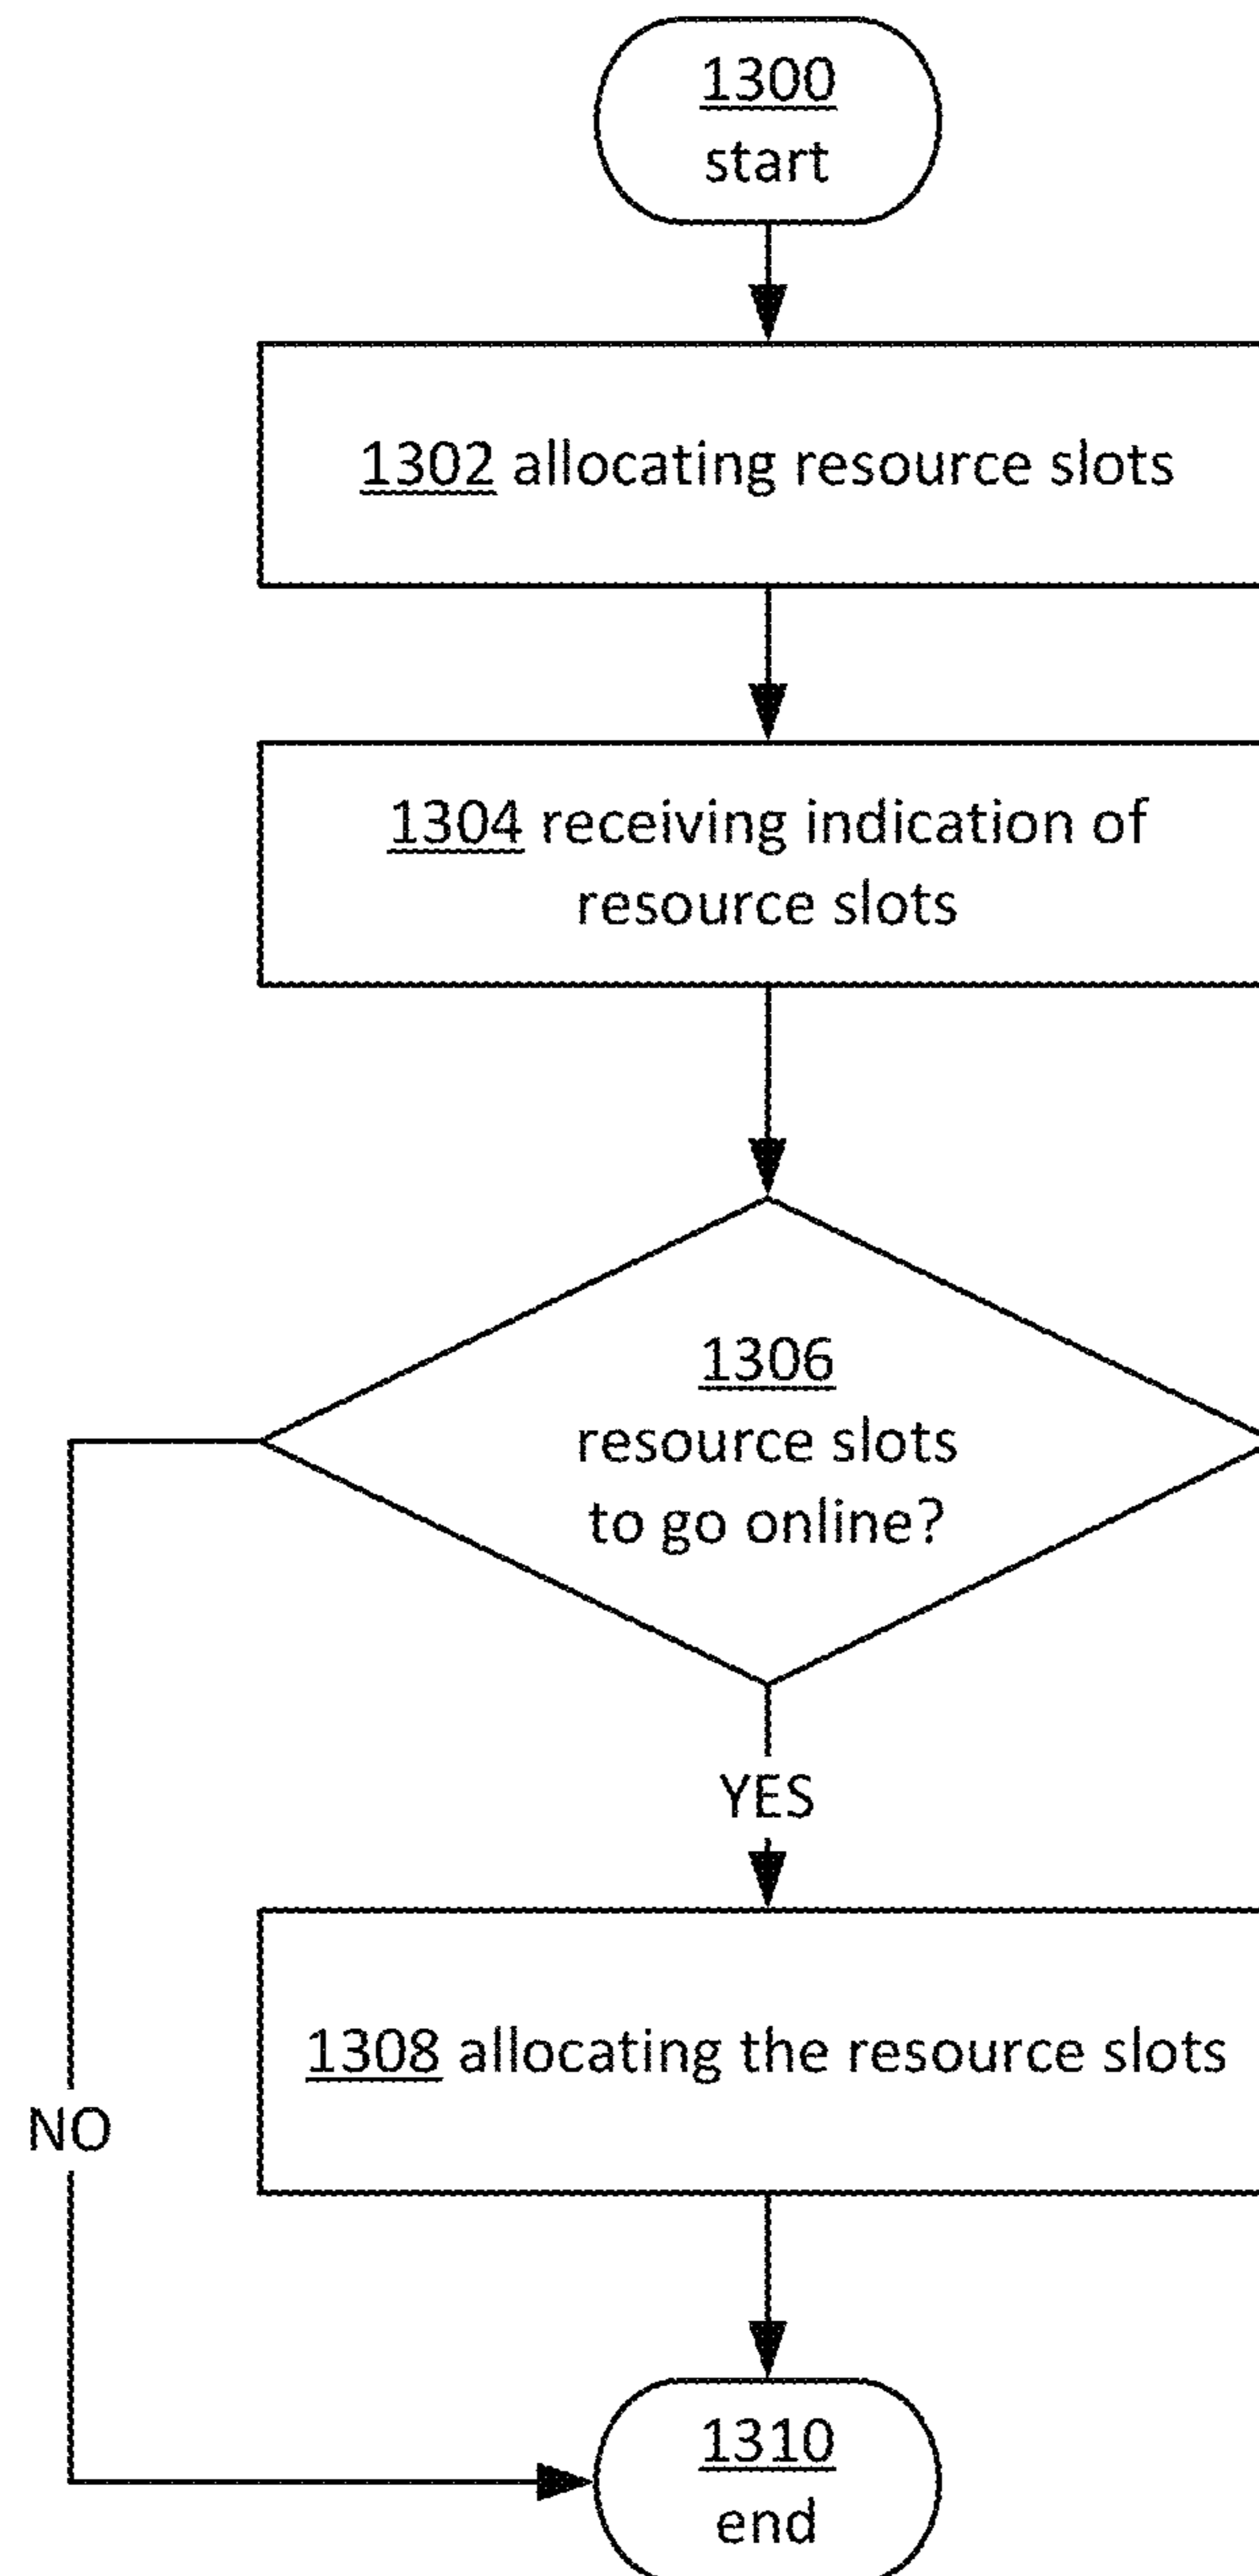 1300
start
1302 allocating resource slots
1304 receiving indication of
resource slots
1306
resource slots
to go online?
YES
1308 allocating the resource slots
NO
1310
end